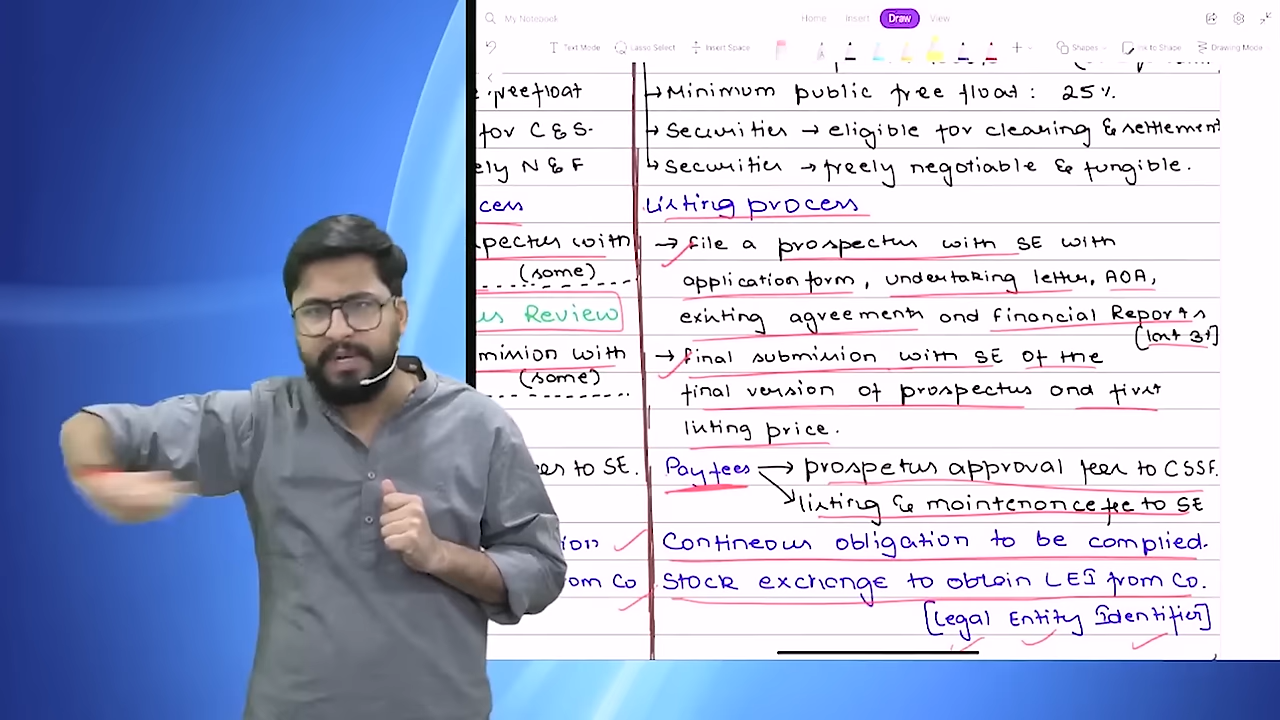 My Notebook
Home Insert Draw View
Text Mode Lasso Select Insert Space Shapes Ink to Shape Drawing Mode
freefloat
for C & S.
ely N & F
cess
pectus with
(some)
us Review
mission with
(some)
es to SE.
ion
om Co
→ Minimum public free float : 25%.
→ Securities → eligible for clearing & settlement
→ Securities → freely negotiable & fungible.
Listing process
→ file a prospectus with SE with
application form, undertaking letter, AOA,
existing agreements and Financial Reports
[last 3
→ final submission with SE of the
final version of prospectus and first
listing price.
Pay fees → prospetus approval fees to CSSF.
listing & maintenance fee to SE
Contineous obligation to be complied.
Stock exchange to obtain LEI from Co.
[Legal Entity Identifier]